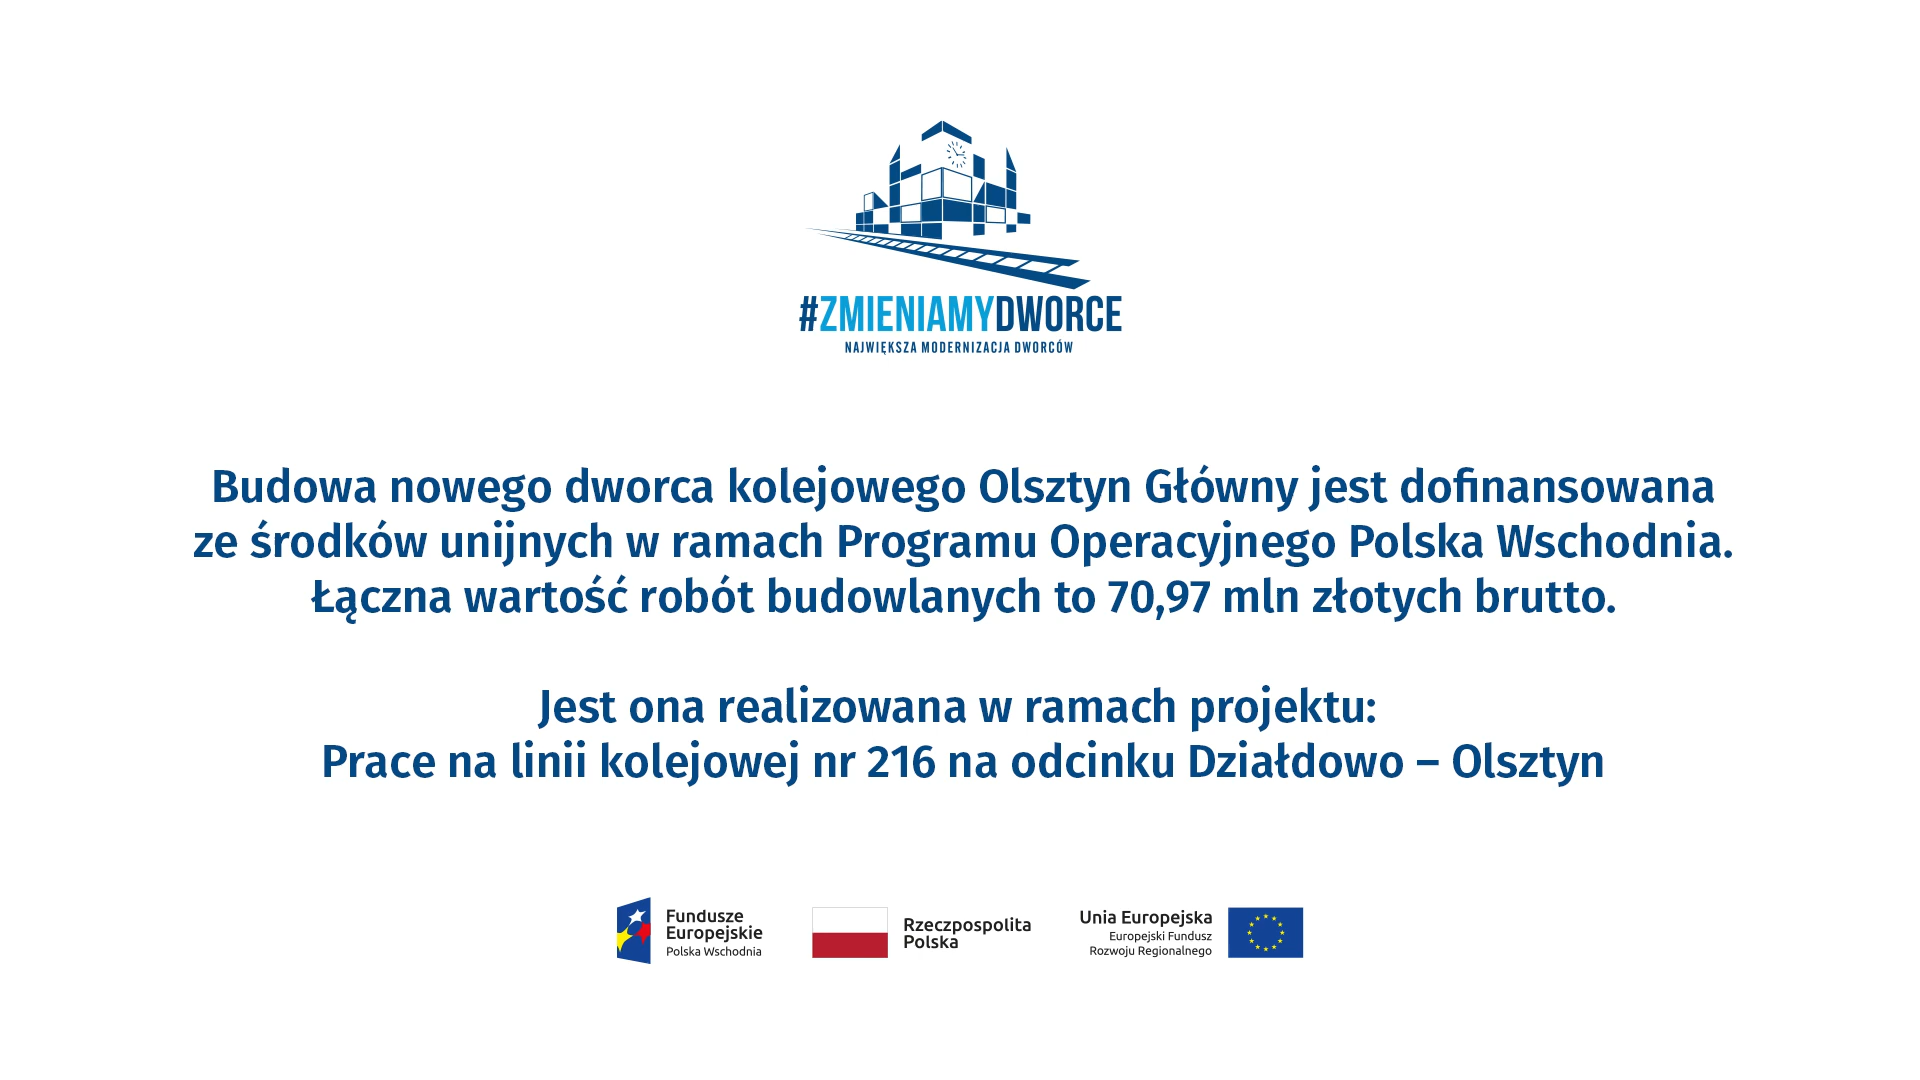 #ZMIENIAMYDWORCE
NAJWIĘKSZA MODERNIZACJA DWORCÓW
Budowa nowego dworca kolejowego Olsztyn Główny jest dofinansowana
ze środków unijnych w ramach Programu Operacyjnego Polska Wschodnia.
Łączna wartość robót budowlanych to 70,97 mln złotych brutto.
Jest ona realizowana w ramach projektu:
Prace na linii kolejowej nr 216 na odcinku Działdowo – Olsztyn
Fundusze
Europejskie
Polska Wschodnia
Rzeczpospolita
Polska
Unia Europejska
Europejski Fundusz
Rozwoju Regionalnego